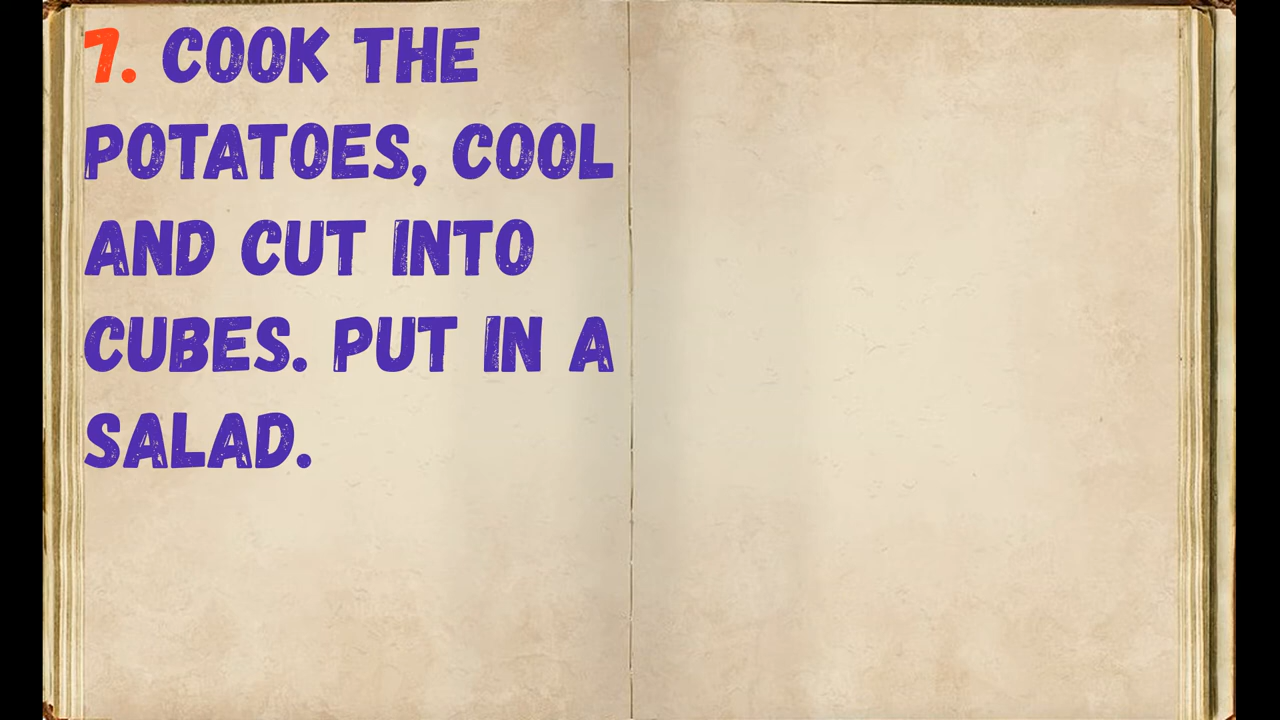 7. COOK THE
POTATOES, COOL
AND CUT INTO
CUBES. PUT IN A
SALAD.